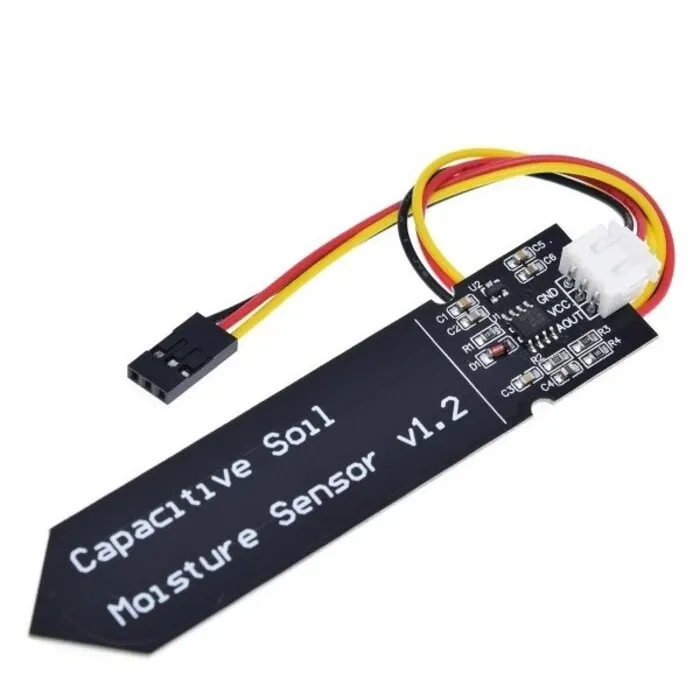 Capacitive Soil
Moisture Sensor v1.2
C5
C6
U2
GND
VCC
AOUT
C1
C2
U1
R1
D1
R2
R3
R4
C3
C4